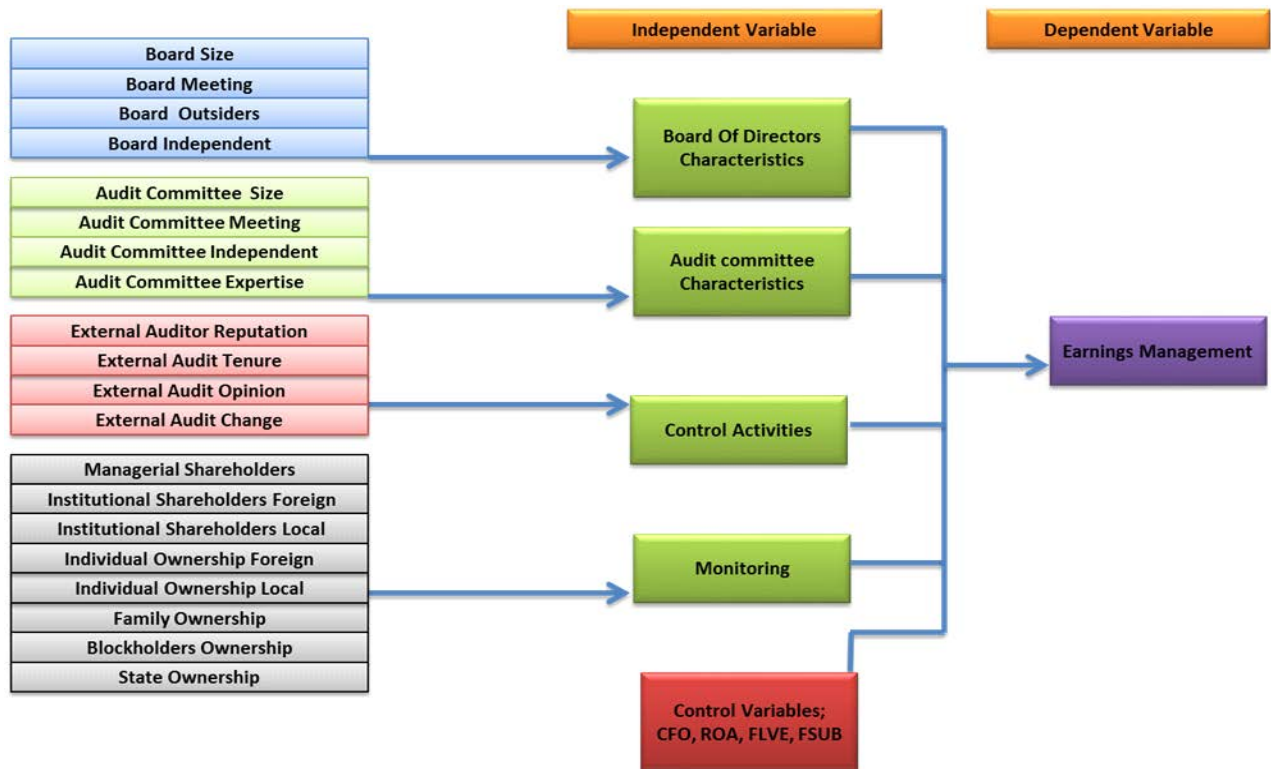 Independent Variable
Dependent Variable
Board Size
Board Meeting
Board Outsiders
Board Independent
Board Of Directors
Characteristics
Audit Committee Size
Audit Committee Meeting
Audit Committee Independent
Audit Committee Expertise
Audit committee
Characteristics
External Auditor Reputation
External Audit Tenure
External Audit Opinion
External Audit Change
Control Activities
Earnings Management
Managerial Shareholders
Institutional Shareholders Foreign
Institutional Shareholders Local
Individual Ownership Foreign
Individual Ownership Local
Family Ownership
Blockholders Ownership
State Ownership
Monitoring
Control Variables;
CFO, ROA, FLVE, FSUB